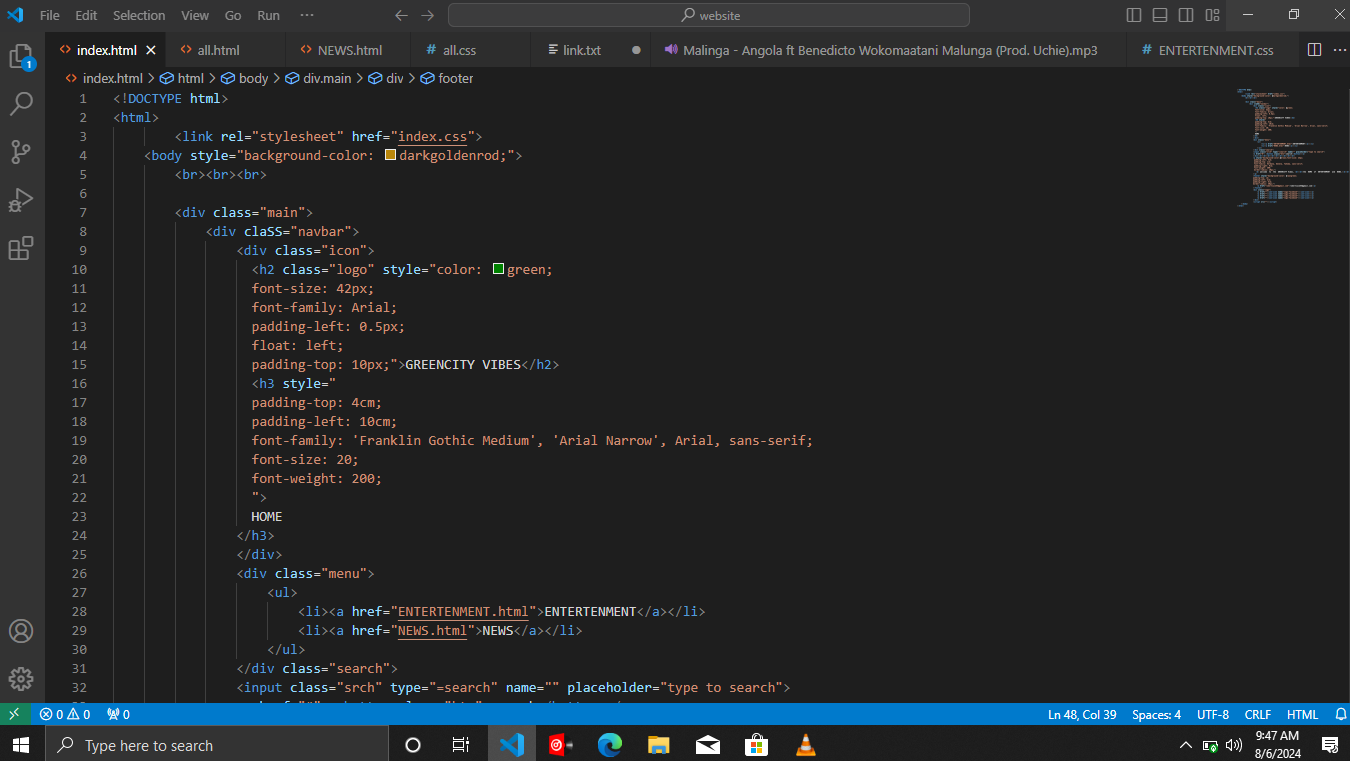 File Edit Selection View Go Run ··· website
index.html all.html NEWS.html all.css link.txt Malinga - Angola ft Benedicto Wokomaatani Malunga (Prod. Uchie).mp3 ENTERTENMENT.css
index.html > html > body > div.main > div > footer
1 <!DOCTYPE html>
2 <html>
3 <link rel="stylesheet" href="index.css">
4 <body style="background-color: darkgoldenrod;">
5 <br><br><br>
6
7 <div class="main">
8 <div claSS="navbar">
9 <div class="icon">
10 <h2 class="logo" style="color: green;
11 font-size: 42px;
12 font-family: Arial;
13 padding-left: 0.5px;
14 float: left;
15 padding-top: 10px;">GREENCITY VIBES</h2>
16 <h3 style="
17 padding-top: 4cm;
18 padding-left: 10cm;
19 font-family: 'Franklin Gothic Medium', 'Arial Narrow', Arial, sans-serif;
20 font-size: 20;
21 font-weight: 200;
22 ">
23 HOME
24 </h3>
25 </div>
26 <div class="menu">
27 <ul>
28 <li><a href="ENTERTENMENT.html">ENTERTENMENT</a></li>
29 <li><a href="NEWS.html">NEWS</a></li>
30 </ul>
31 </div class="search">
32 <input class="srch" type="=search" name="" placeholder="type to search">
0 0 0 Ln 48, Col 39 Spaces: 4 UTF-8 CRLF HTML
Type here to search 9:47 AM
8/6/2024